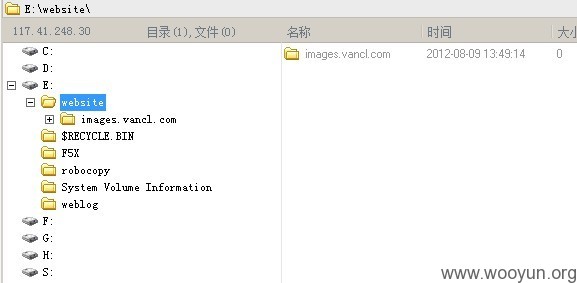 E:\website\
117.41.248.30 目录(1),文件(0) 名称 时间 大小
C:
D:
E:
website
images.vancl.com
$RECYCLE.BIN
F5X
robocopy
System Volume Information
weblog
F:
G:
H:
S:
images.vancl.com 2012-08-09 13:49:14 0
www.wooyun.org